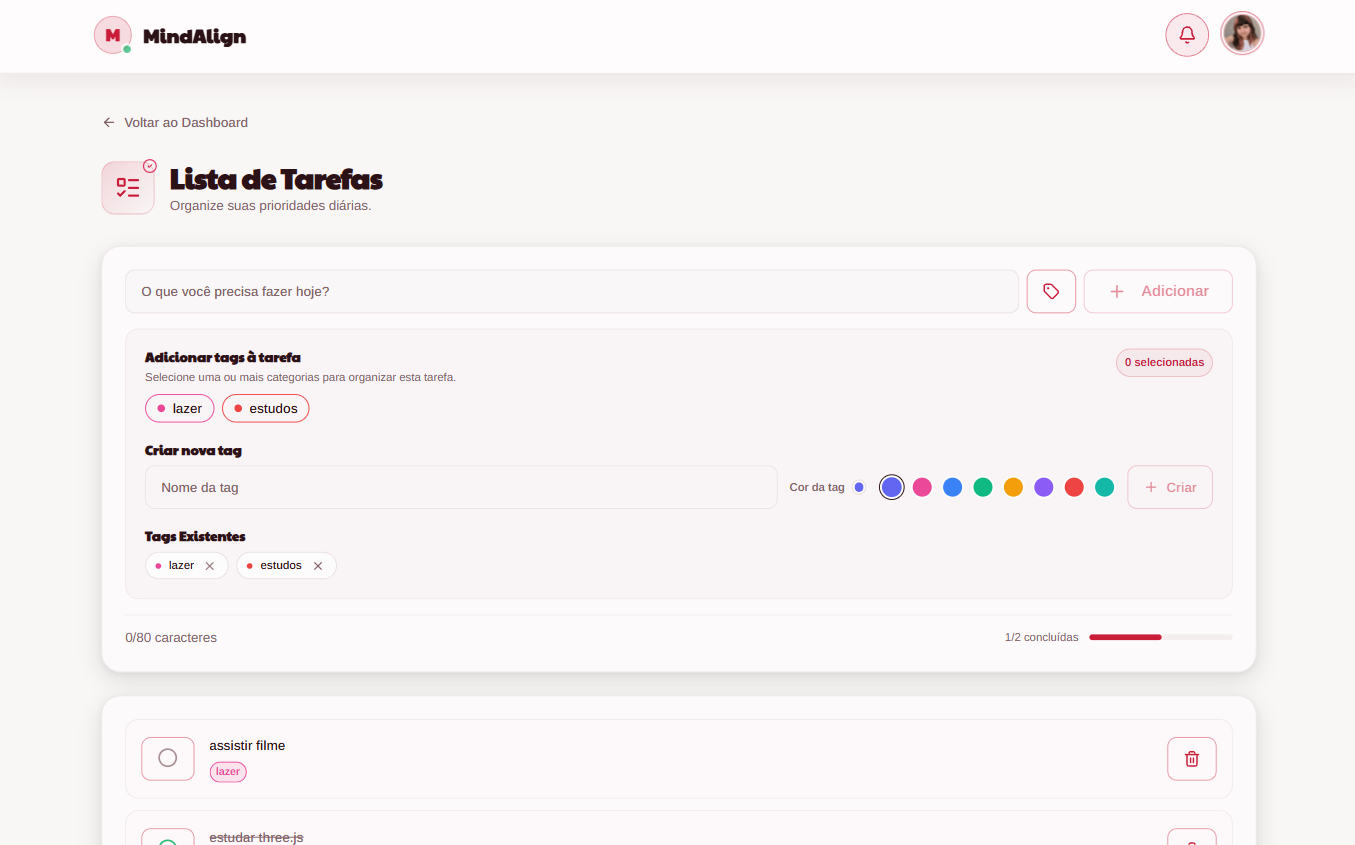 M MindAlign
Voltar ao Dashboard
Lista de Tarefas
Organize suas prioridades diárias.
O que você precisa fazer hoje?
Adicionar
Adicionar tags à tarefa
0 selecionadas
Selecione uma ou mais categorias para organizar esta tarefa.
lazer estudos
Criar nova tag
Nome da tag
Cor da tag
Criar
Tags Existentes
lazer estudos
0/80 caracteres
1/2 concluídas
assistir filme
lazer
estudar three.js